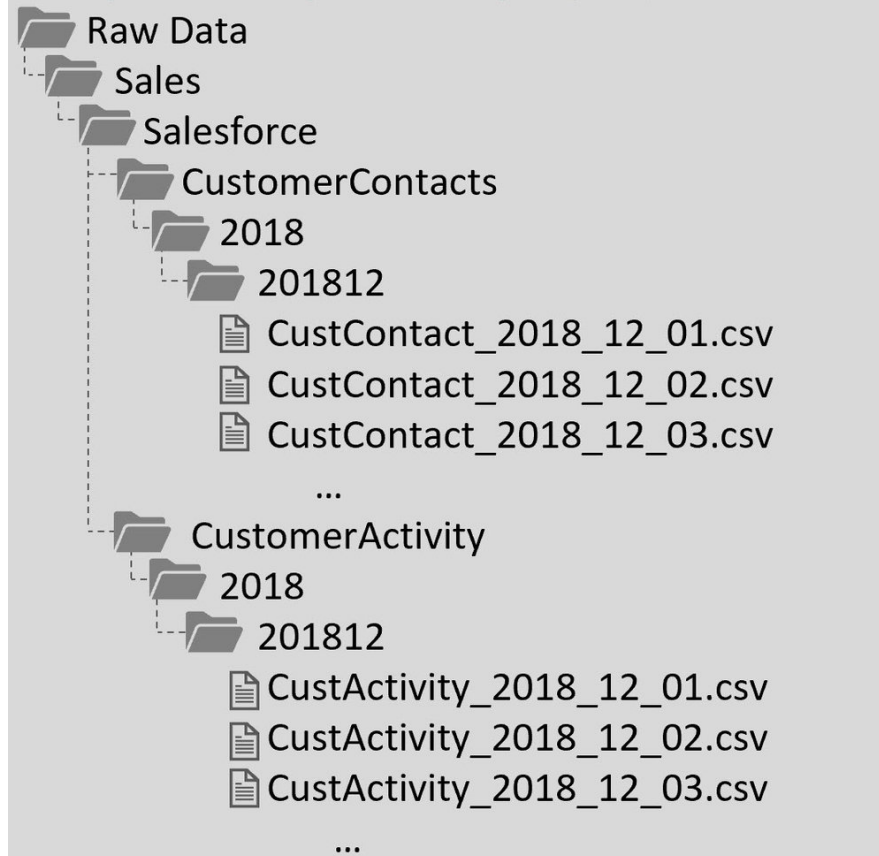 Raw Data
Sales
Salesforce
CustomerContacts
2018
201812
CustContact_2018_12_01.csv
CustContact_2018_12_02.csv
CustContact_2018_12_03.csv
...
CustomerActivity
2018
201812
CustActivity_2018_12_01.csv
CustActivity_2018_12_02.csv
CustActivity_2018_12_03.csv
...